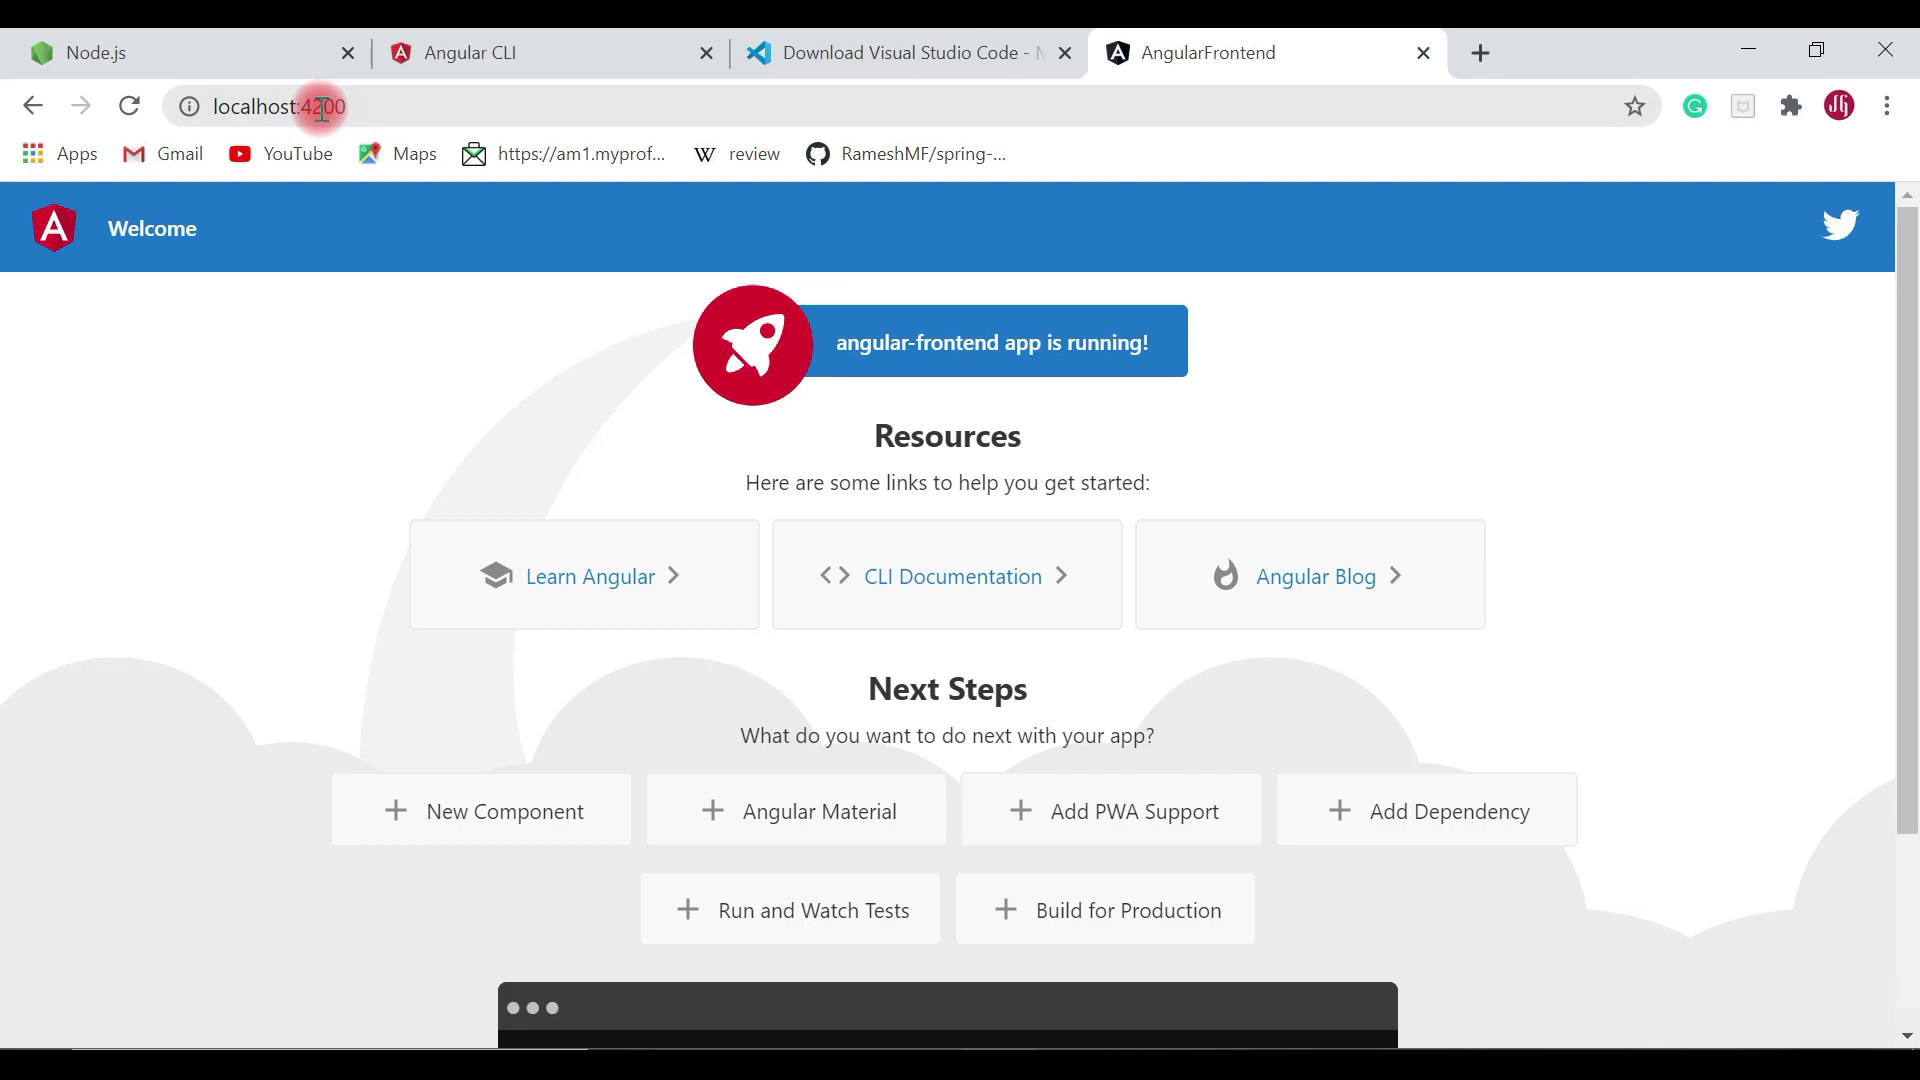 Node.js
Angular CLI
Download Visual Studio Code - M
AngularFrontend
localhost:4200
Apps
Gmail
YouTube
Maps
https://am1.myprof...
W review
RameshMF/spring-...
A Welcome
angular-frontend app is running!
Resources
Here are some links to help you get started:
Learn Angular
CLI Documentation
Angular Blog
Next Steps
What do you want to do next with your app?
New Component
Angular Material
Add PWA Support
Add Dependency
Run and Watch Tests
Build for Production